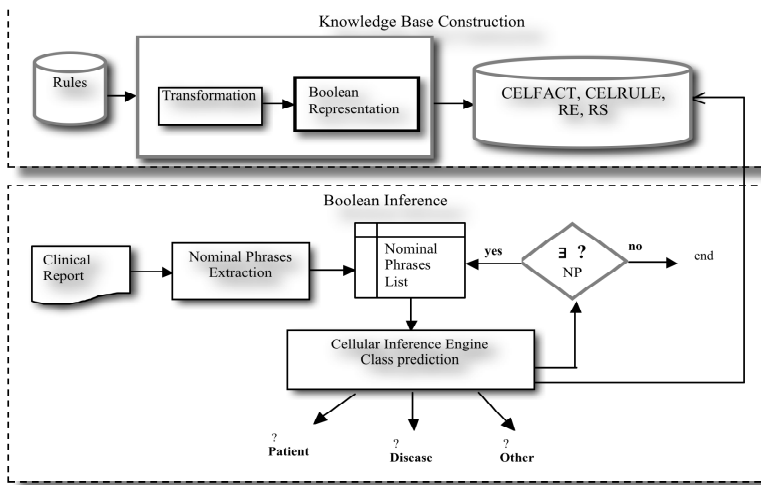 Knowledge Base Construction
Rules
Transformation
Boolean
Representation
CELFACT, CELRULE,
RE, RS
Boolean Inference
Clinical
Report
Nominal Phrases
Extraction
Nominal
Phrases
List
yes
∃ ?
NP
no
end
Cellular Inference Engine
Class prediction
?
Patient
?
Disease
?
Other